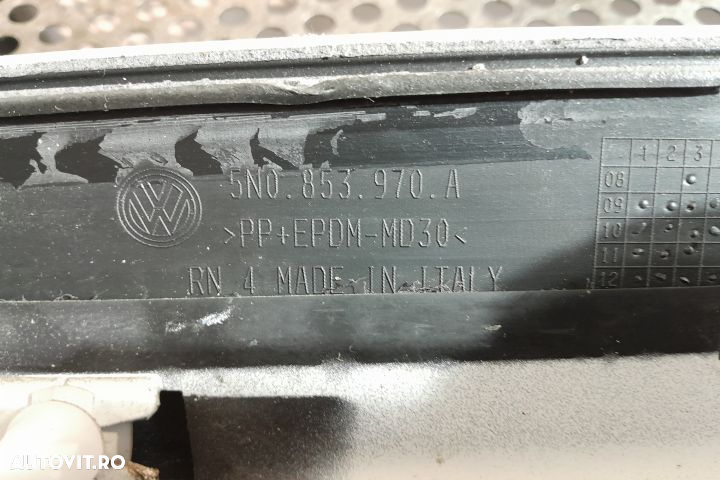 5N0.853.970.A
>PP+EPDM-MD30<
RN 4 MADE IN ITALY
1 2 3
08
09
10
11
12
AUTOVIT.RO